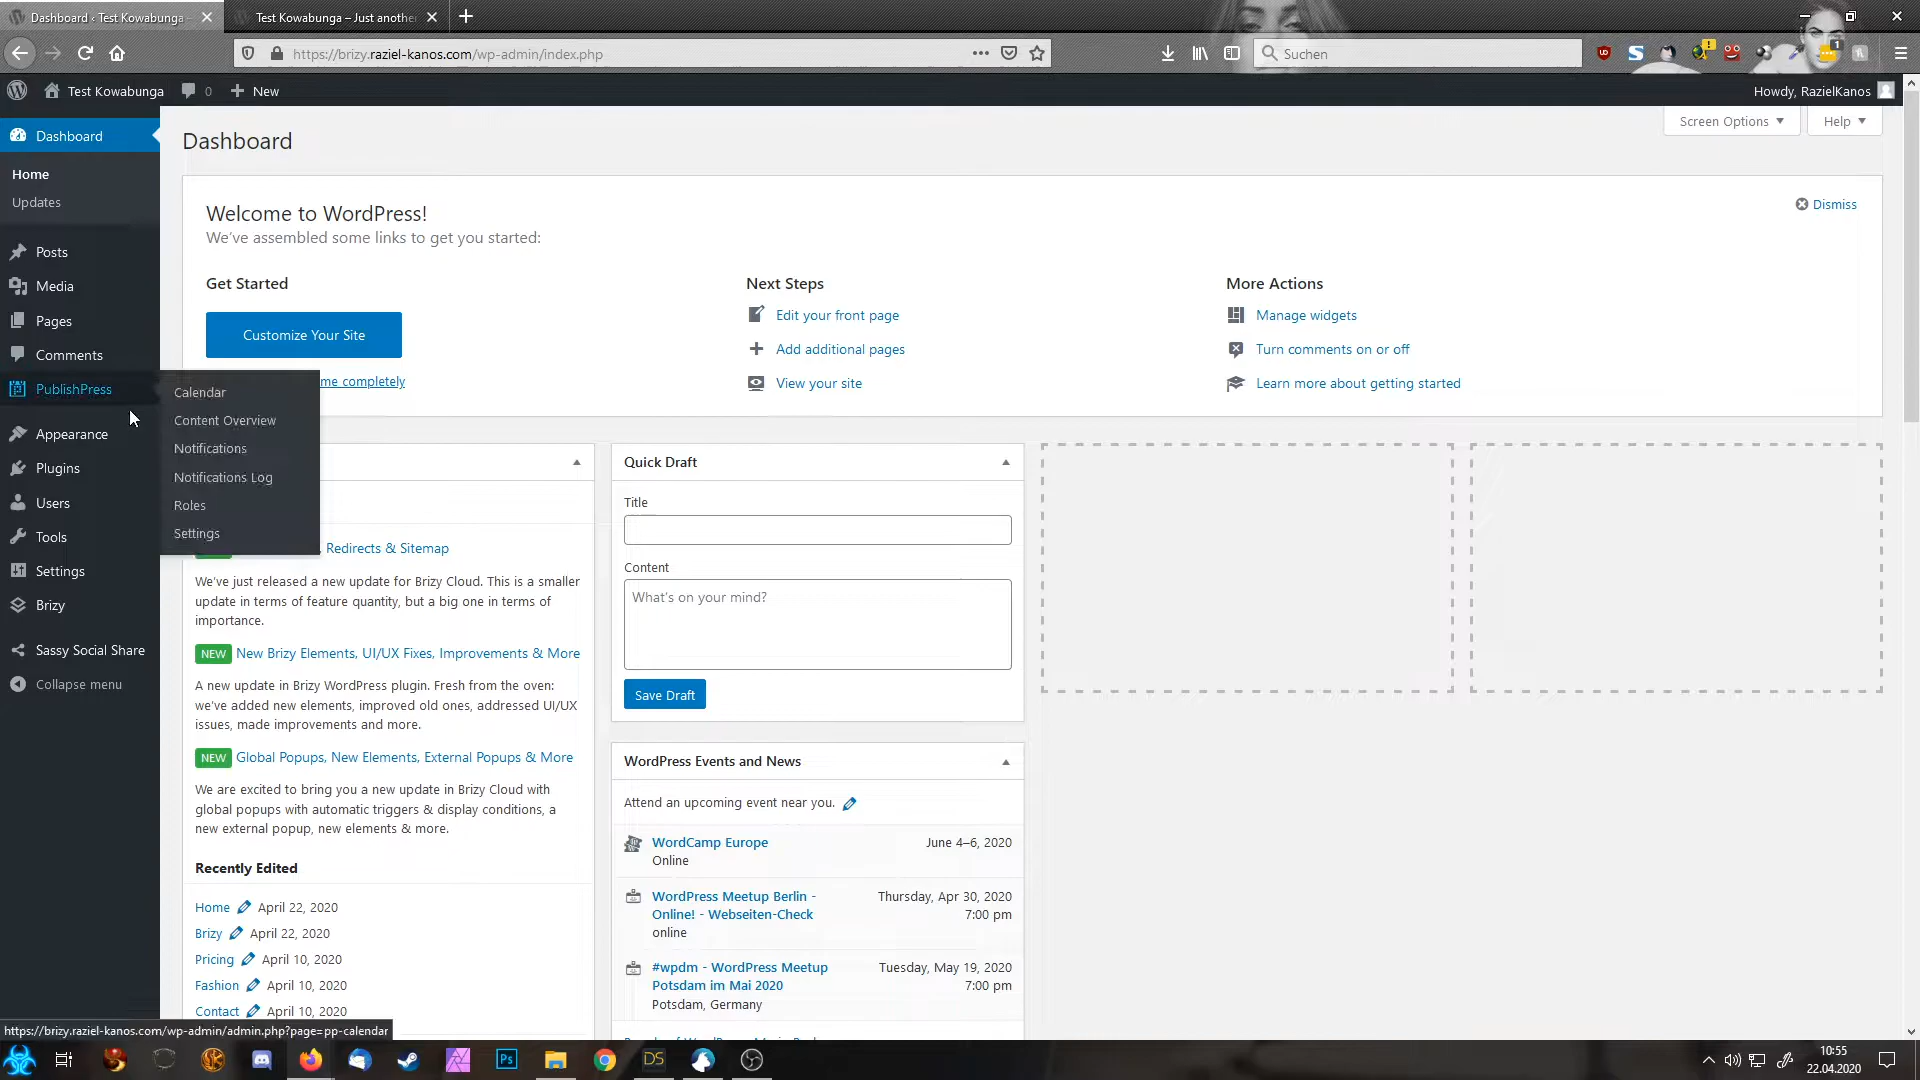 Dashboard ‹ Test Kowabunga –
Test Kowabunga – Just another
https://brizy.raziel-kanos.com/wp-admin/index.php
Suchen
Test Kowabunga
0
New
Howdy, RazielKanos
Dashboard
Home
Updates
Posts
Media
Pages
Comments
PublishPress
Appearance
Plugins
Users
Tools
Settings
Brizy
Sassy Social Share
Collapse menu
Calendar
Content Overview
Notifications
Notifications Log
Roles
Settings
Dashboard
Screen Options
Help
Welcome to WordPress!
We've assembled some links to get you started:
Dismiss
Get Started
Customize Your Site
me completely
Next Steps
Edit your front page
Add additional pages
View your site
More Actions
Manage widgets
Turn comments on or off
Learn more about getting started
Redirects & Sitemap
We've just released a new update for Brizy Cloud. This is a smaller
update in terms of feature quantity, but a big one in terms of
importance.
NEW New Brizy Elements, UI/UX Fixes, Improvements & More
A new update in Brizy WordPress plugin. Fresh from the oven:
we've added new elements, improved old ones, addressed UI/UX
issues, made improvements and more.
NEW Global Popups, New Elements, External Popups & More
We are excited to bring you a new update in Brizy Cloud with
global popups with automatic triggers & display conditions, a
new external popup, new elements & more.
Recently Edited
Home April 22, 2020
Brizy April 22, 2020
Pricing April 10, 2020
Fashion April 10, 2020
Contact April 10, 2020
Quick Draft
Title
Content
What's on your mind?
Save Draft
WordPress Events and News
Attend an upcoming event near you.
WordCamp Europe June 4–6, 2020
Online
WordPress Meetup Berlin - Thursday, Apr 30, 2020
Online! - Webseiten-Check 7:00 pm
online
#wpdm - WordPress Meetup Tuesday, May 19, 2020
Potsdam im Mai 2020 7:00 pm
Potsdam, Germany
https://brizy.raziel-kanos.com/wp-admin/admin.php?page=pp-calendar
Ps
DS
10:55
22.04.2020